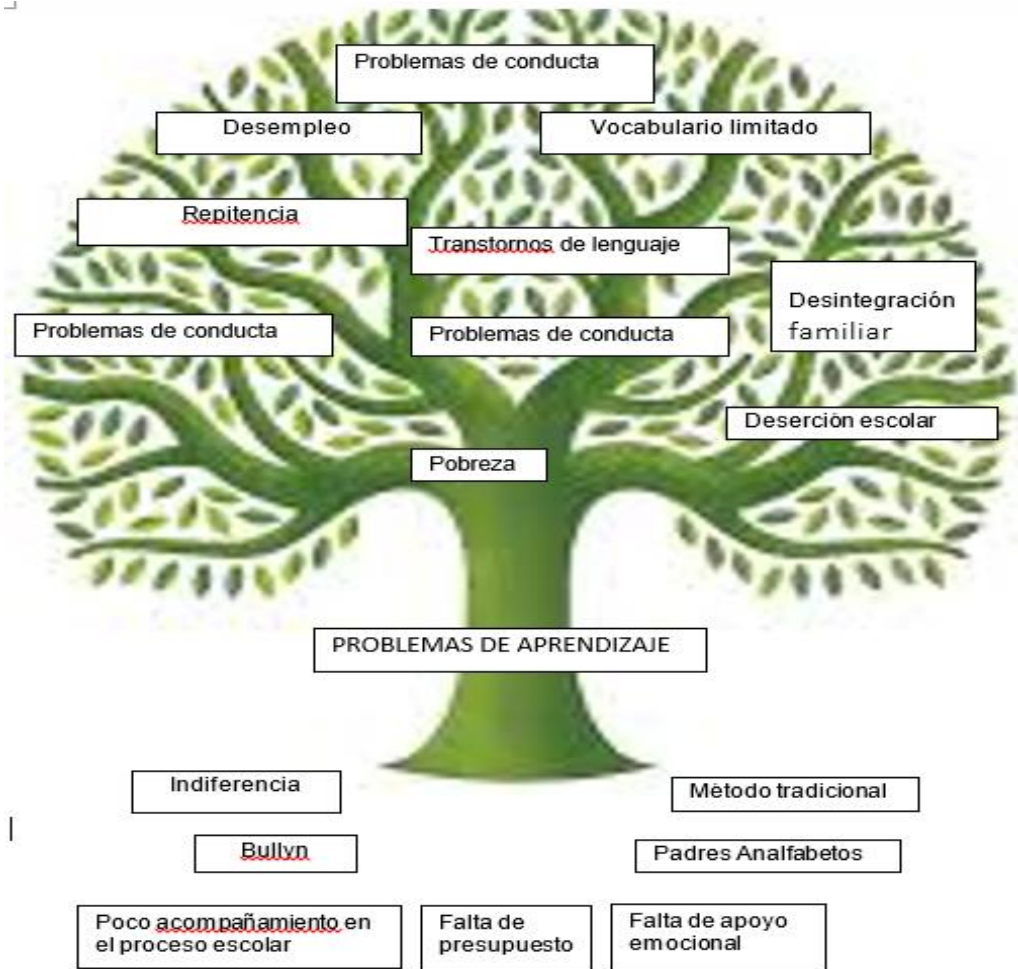 Problemas de conducta
Desempleo
Vocabulario limitado
Repitencia
Transtornos de lenguaje
Desintegración
familiar
Problemas de conducta
Problemas de conducta
Deserción escolar
Pobreza
PROBLEMAS DE APRENDIZAJE
Indiferencia
Método tradicional
Bullyn
Padres Analfabetos
Poco acompañamiento en
el proceso escolar
Falta de
presupuesto
Falta de apoyo
emocional